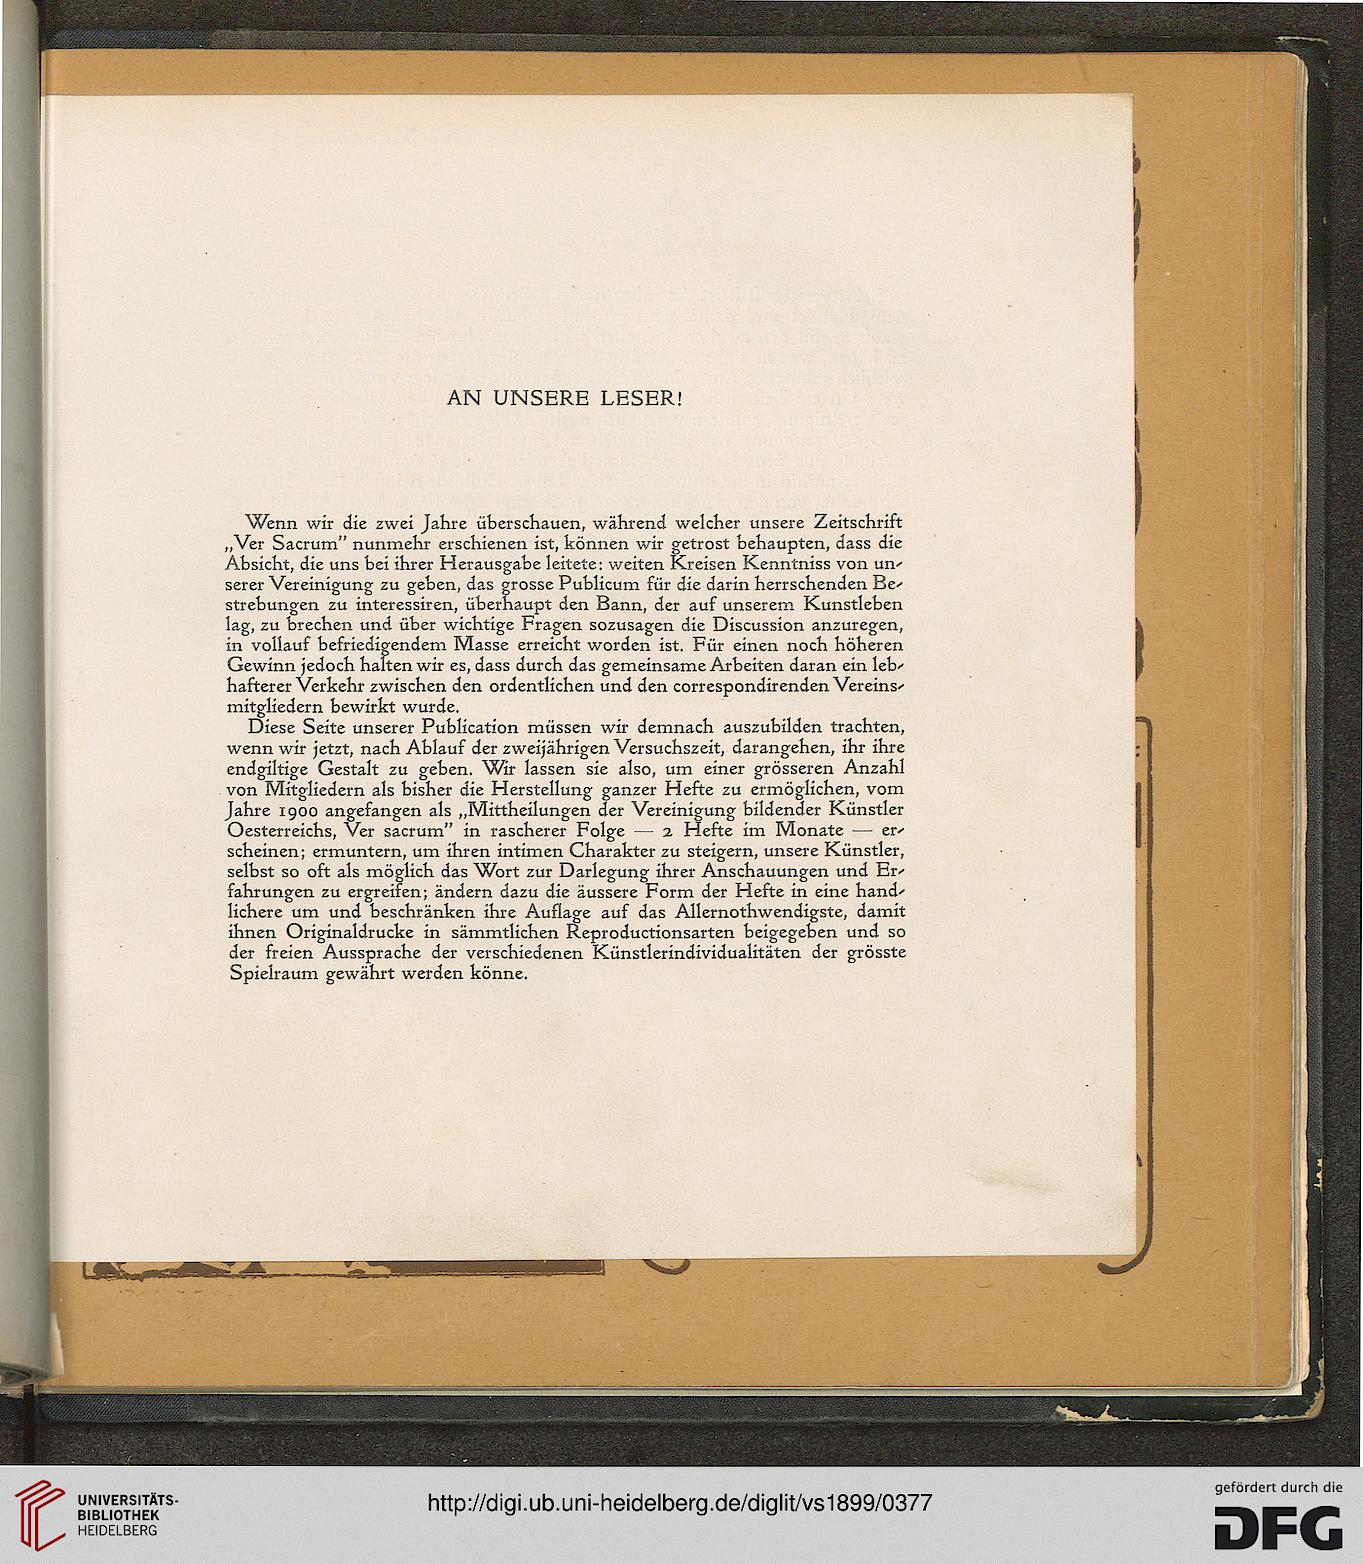 AN UNSERE LESER!
Wenn wir die zwei Jahre überschauen, während welcher unsere Zeitschrift
„Ver Sacrum” nunmehr erschienen ist, können wir getrost behaupten, dass die
Absicht, die uns bei ihrer Herausgabe leitete: weiten Kreisen Kenntniss von un-
serer Vereinigung zu geben, das grosse Publicum für die darin herrschenden Be-
strebungen zu interessiren, überhaupt den Bann, der auf unserem Kunstleben
lag, zu brechen und über wichtige Fragen sozusagen die Discussion anzuregen,
in vollauf befriedigendem Masse erreicht worden ist. Für einen noch höheren
Gewinn jedoch halten wir es, dass durch das gemeinsame Arbeiten daran ein leb-
hafterer Verkehr zwischen den ordentlichen und den correspondirenden Vereins-
mitgliedern bewirkt wurde.
Diese Seite unserer Publication müssen wir demnach auszubilden trachten,
wenn wir jetzt, nach Ablauf der zweijährigen Versuchszeit, darangehen, ihr ihre
endgiltige Gestalt zu geben. Wir lassen sie also, um einer grösseren Anzahl
von Mitgliedern als bisher die Herstellung ganzer Hefte zu ermöglichen, vom
Jahre 1900 angefangen als „Mittheilungen der Vereinigung bildender Künstler
Oesterreichs, Ver sacrum” in rascherer Folge — 2 Hefte im Monate — er-
scheinen; ermuntern, um ihren intimen Charakter zu steigern, unsere Künstler,
selbst so oft als möglich das Wort zur Darlegung ihrer Anschauungen und Er-
fahrungen zu ergreifen; ändern dazu die äussere Form der Hefte in eine hand-
lichere um und beschränken ihre Auflage auf das Allernothwendigste, damit
ihnen Originaldrucke in sämmtlichen Reproductionsarten beigegeben und so
der freien Aussprache der verschiedenen Künstlerindividualitäten der grösste
Spielraum gewährt werden könne.
UNIVERSITÄTS-
BIBLIOTHEK
HEIDELBERG
http://digi.ub.uni-heidelberg.de/diglit/vs1899/0377
gefördert durch die
DFG